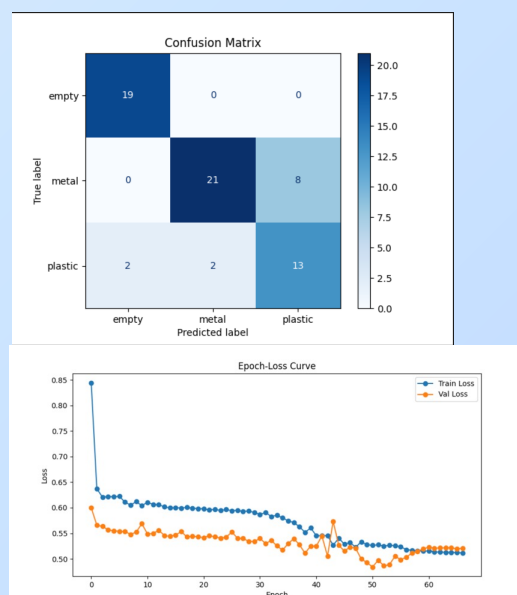 Confusion Matrix
20.0
empty 19 0 0
17.5
15.0
12.5
True label
metal 0 21 8
10.0
7.5
5.0
plastic 2 2 13
2.5
0.0
empty metal plastic
Predicted label
Epoch-Loss Curve
0.85
Train Loss
Val Loss
0.80
0.75
0.70
Loss
0.65
0.60
0.55
0.50
0 10 20 30 40 50 60
Epoch